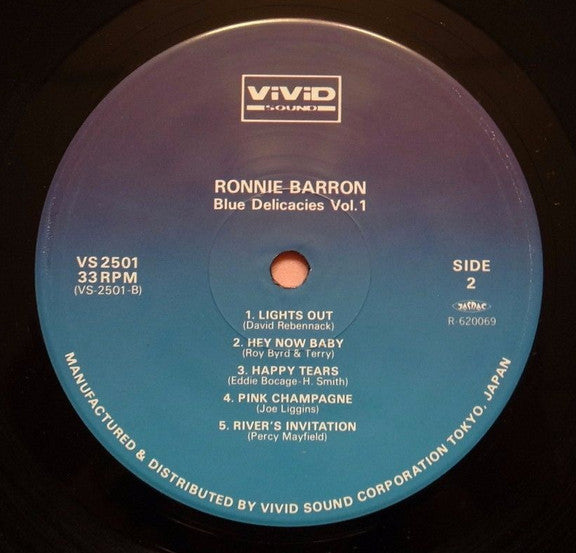 ViViD
SOUND
RONNIE BARRON
Blue Delicacies Vol.1
VS 2501
33 RPM
(VS-2501-B)
SIDE
2
JASRAC
R-620069
1. LIGHTS OUT
(David Rebennack)
2. HEY NOW BABY
(Roy Byrd & Terry)
3. HAPPY TEARS
(Eddie Bocage-H. Smith)
4. PINK CHAMPAGNE
(Joe Liggins)
5. RIVER'S INVITATION
(Percy Mayfield)
MANUFACTURED & DISTRIBUTED BY VIVID SOUND CORPORATION TOKYO, JAPAN